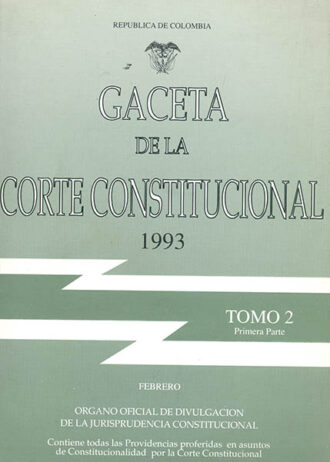 REPUBLICA DE COLOMBIA
GACETA
DE LA
CORTE CONSTITUCIONAL
1993
TOMO 2
Primera Parte
FEBRERO
ORGANO OFICIAL DE DIVULGACION
DE LA JURISPRUDENCIA CONSTITUCIONAL
Contiene todas las Providencias proferidas en asuntos
de Constitucionalidad por la Corte Constitucional